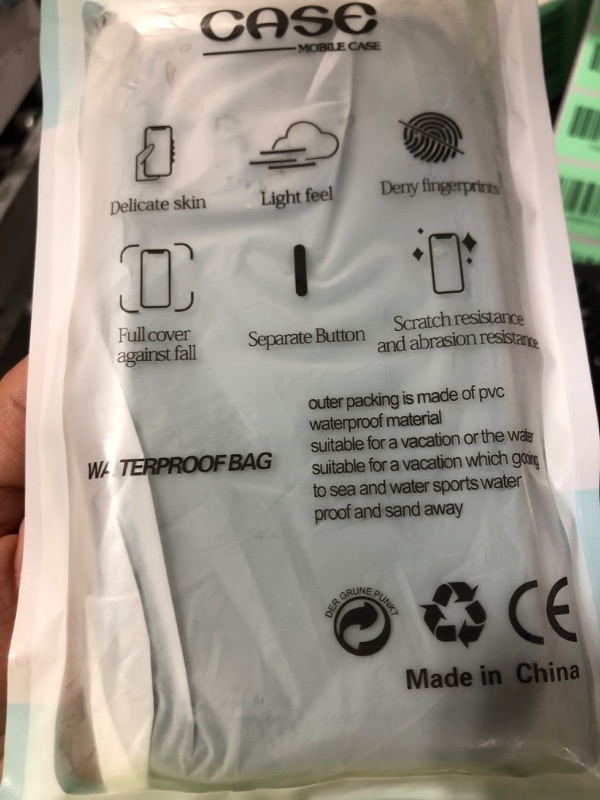 CASE
MOBILE CASE
Delicate skin
Light feel
Deny fingerprints
Full cover
against fall
Separate Button
Scratch resistance
and abrasion resistance
outer packing is made of pvc
waterproof material
suitable for a vacation or the water
suitable for a vacation which going
to sea and water sports water
proof and sand away
WATERPROOF BAG
DER GRUNE PUNKT
CE
Made in China